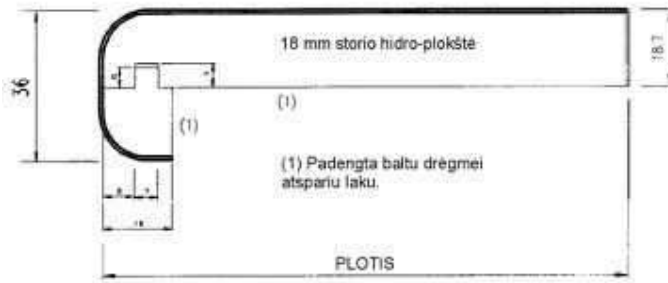 18 mm storio hidro-plokštė
18.7
36
(1)
(1)
(1) Padengta baltu drėgmei
atspariu laku.
PLOTIS